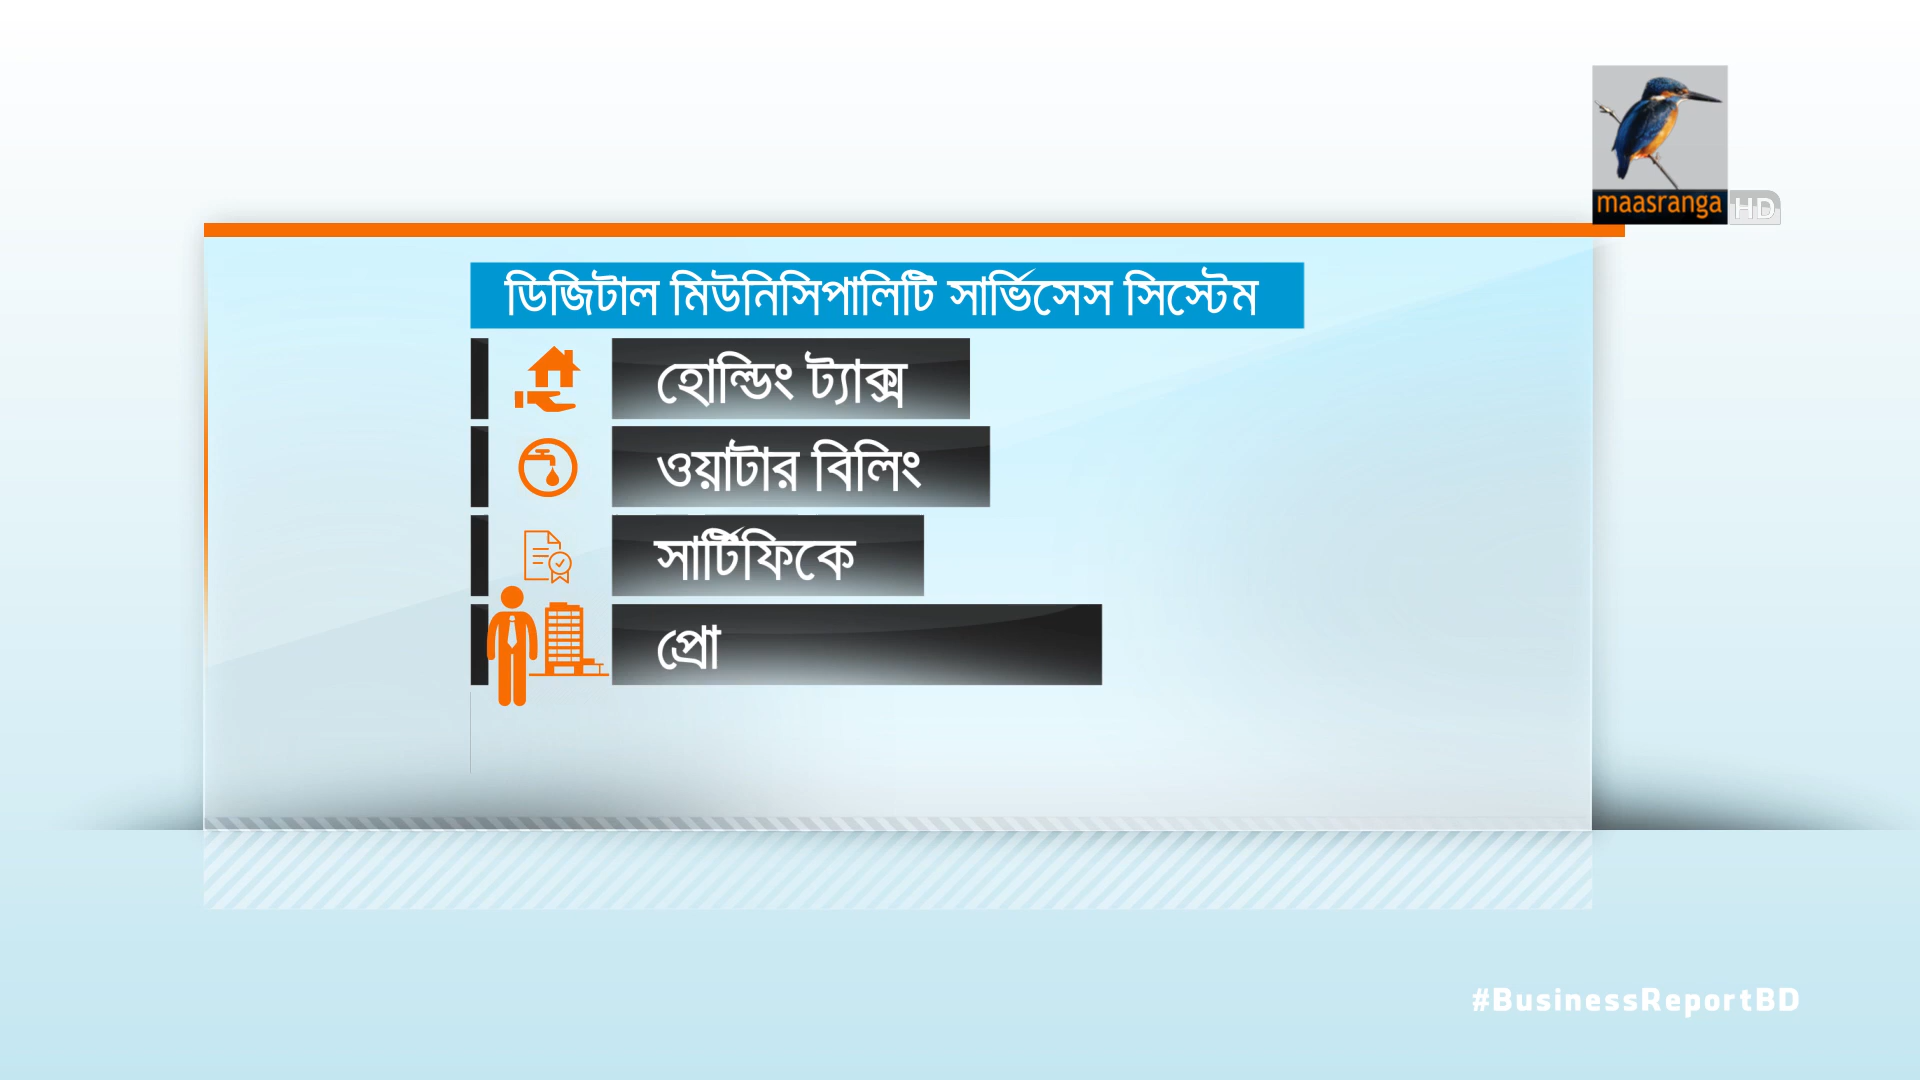 maasranga HD
ডিজিটাল মিউনিসিপালিটি সার্ভিসেস সিস্টেম
হোল্ডিং ট্যাক্স
ওয়াটার বিলিং
সার্টিফিকে
প্রো
#BusinessReportBD